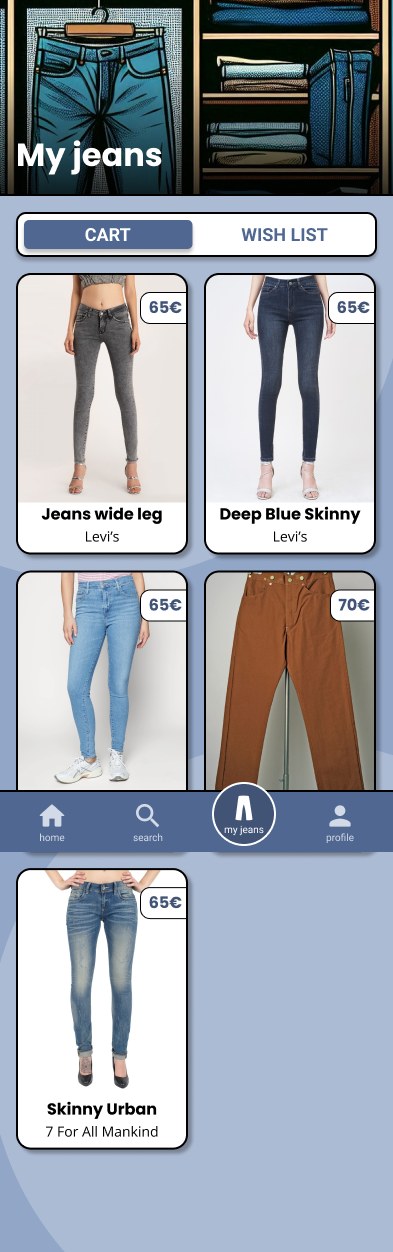 My jeans
CART
WISH LIST
65€
65€
Jeans wide leg
Levi's
Deep Blue Skinny
Levi's
65€
70€
home
search
my jeans
profile
65€
Skinny Urban
7 For All Mankind